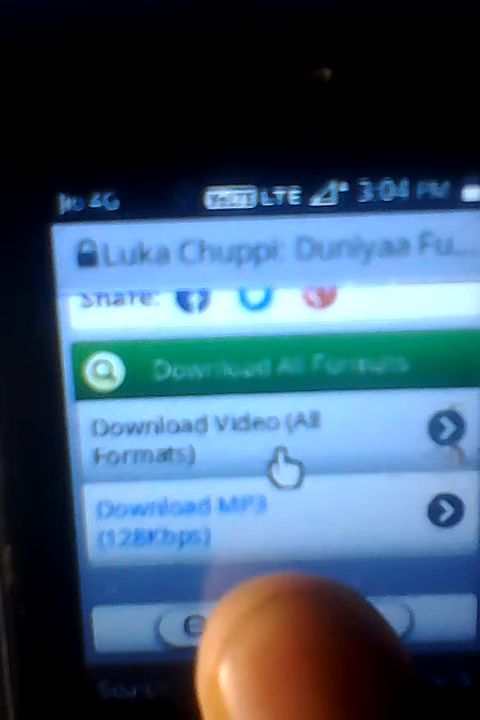 Jio 4G VoLTE LTE 3:04 PM
Luka Chuppi: Duniyaa Fu...
Share:
Download All Formats
Download Video (All
Formats)
Download MP3
(128Kbps)